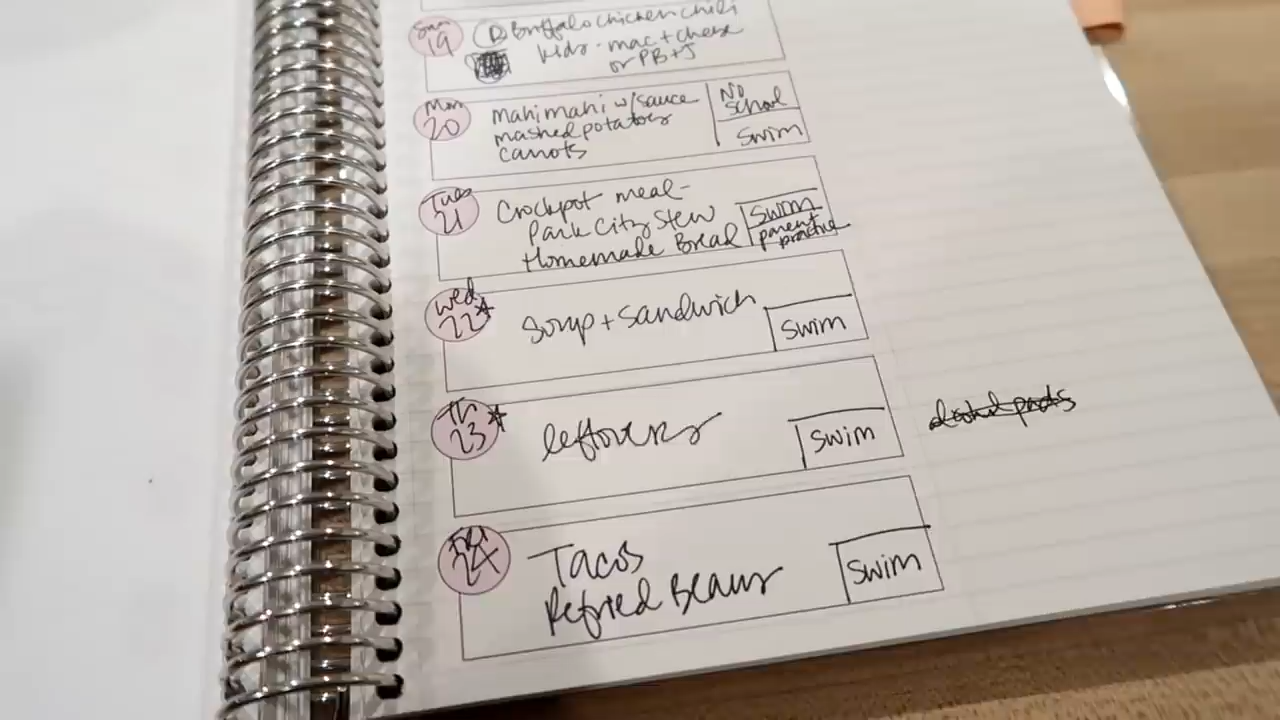 Sun 19
D Buffalo chicken chili
kids - mac + cheese
or PB+J
Mon 20
mahi mahi w/sauce
mashed potatoes
carrots
No school
swim
Tues 21
Crockpot meal-
Park City Stew
Homemade Bread
swim
parent practice
Wed 22*
soup + sandwich
swim
Th 23*
leftovers
swim
Fri 24
Tacos
Refried Beans
swim